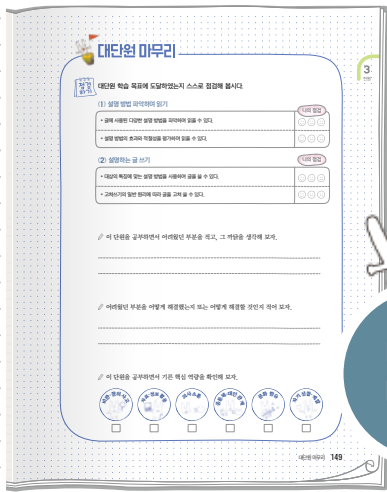 대단원 마무리
점검하기
대단원 학습 목표에 도달하였는지 스스로 점검해 봅시다.
(1) 설명 방법 파악하며 읽기
나의 점검
• 글에 사용된 다양한 설명 방법을 파악하며 읽을 수 있다.
• 설명 방법의 효과와 적절성을 평가하며 읽을 수 있다.
(2) 설명하는 글 쓰기
나의 점검
• 대상의 특징에 맞는 설명 방법을 사용하여 글을 쓸 수 있다.
• 고쳐쓰기의 일반 원리에 따라 글을 고쳐 쓸 수 있다.
이 단원을 공부하면서 어려웠던 부분을 적고, 그 까닭을 생각해 보자.
어려웠던 부분을 어떻게 해결했는지 또는 어떻게 해결할 것인지 적어 보자.
이 단원을 공부하면서 기른 핵심 역량을 확인해 보자.
의사소통
대단원 마무리 149
3